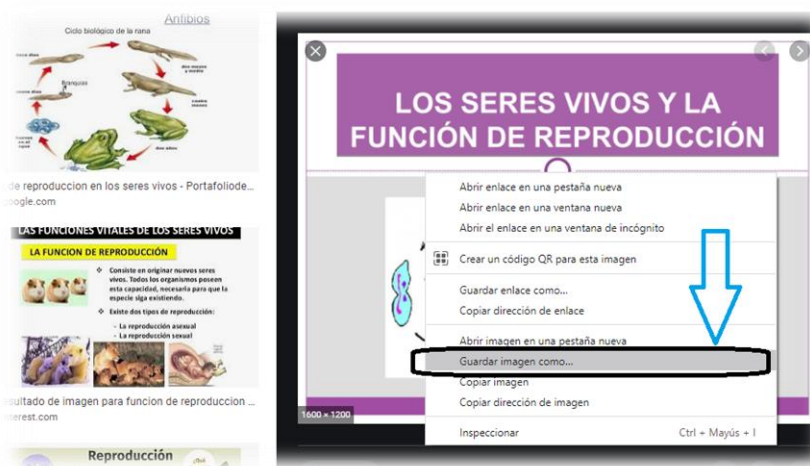 Anfibios
Ciclo biológico de la rana
Branquias
dos años
de reproduccion en los seres vivos - Portafoliode...
google.com
LAS FUNCIONES VITALES DE LOS SERES VIVOS
LA FUNCION DE REPRODUCCIÓN
❖ Consiste en originar nuevos seres
vivos. Todos los organismos poseen
esta capacidad, necesaria para que la
especie siga existiendo.
❖ Existe dos tipos de reproducción:
- La reproducción asexual
- La reproducción sexual
sultado de imagen para funcion de reproduccion ...
terest.com
Reproducción
LOS SERES VIVOS Y LA
FUNCIÓN DE REPRODUCCIÓN
Abrir enlace en una pestaña nueva
Abrir enlace en una ventana nueva
Abrir el enlace en una ventana de incógnito
Crear un código QR para esta imagen
Guardar enlace como...
Copiar dirección de enlace
Abrir imagen en una pestaña nueva
Guardar imagen como...
Copiar imagen
Copiar dirección de imagen
Inspeccionar Ctrl + Mayús + I
1600 × 1200